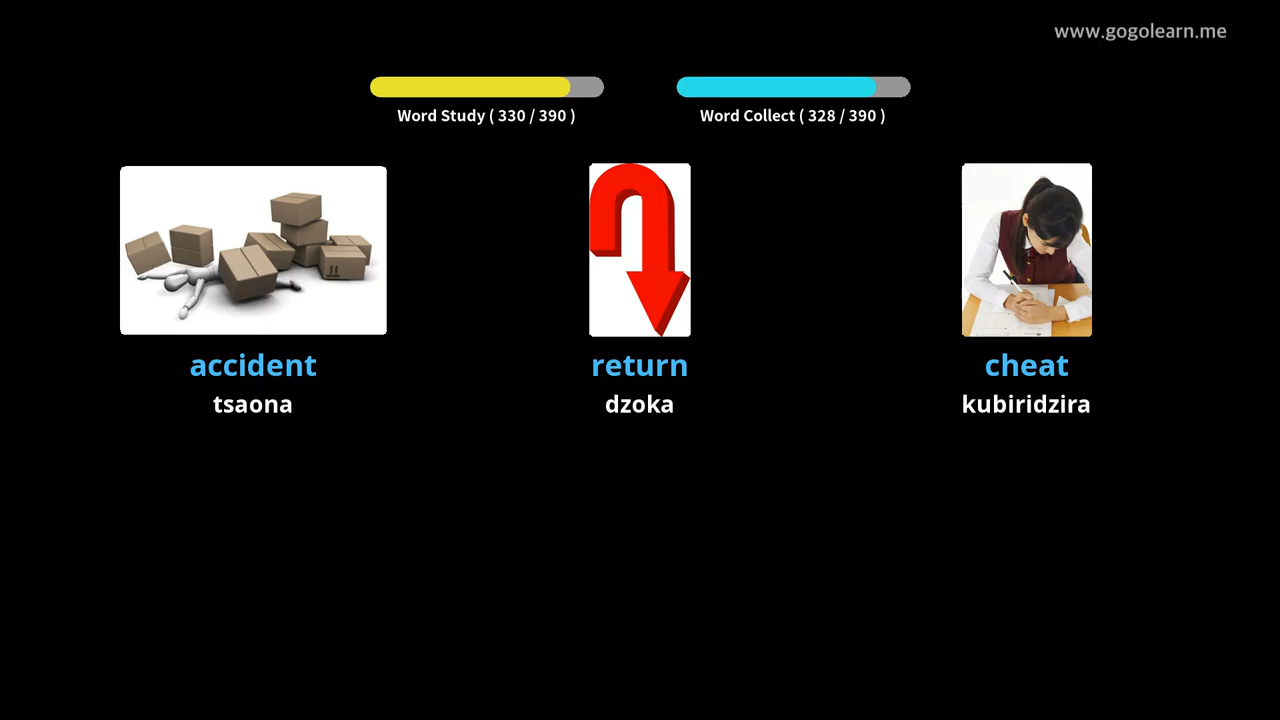 www.gogolearn.me
Word Study ( 330 / 390 )
Word Collect ( 328 / 390 )
accident
tsaona
return
dzoka
cheat
kubiridzira